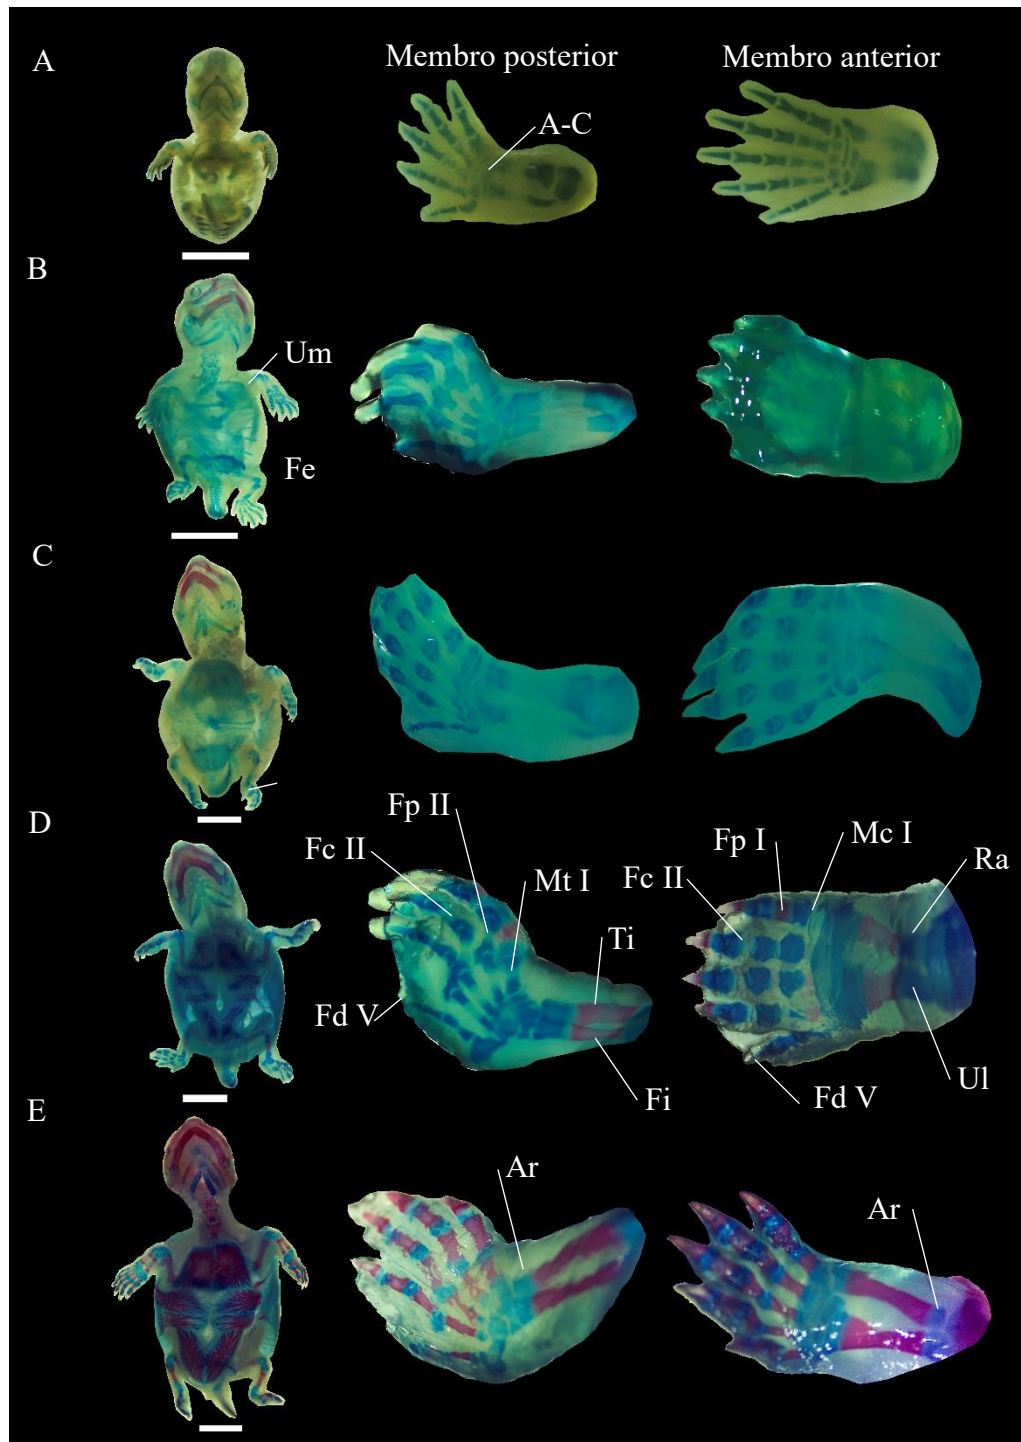 A
Membro posterior
Membro anterior
A-C
B
Um
Fe
C
D
Fp II
Fc II
Mt I
Ti
Fd V
Fi
Fp I
Mc I
Fc II
Ra
Ul
Fd V
E
Ar
Ar